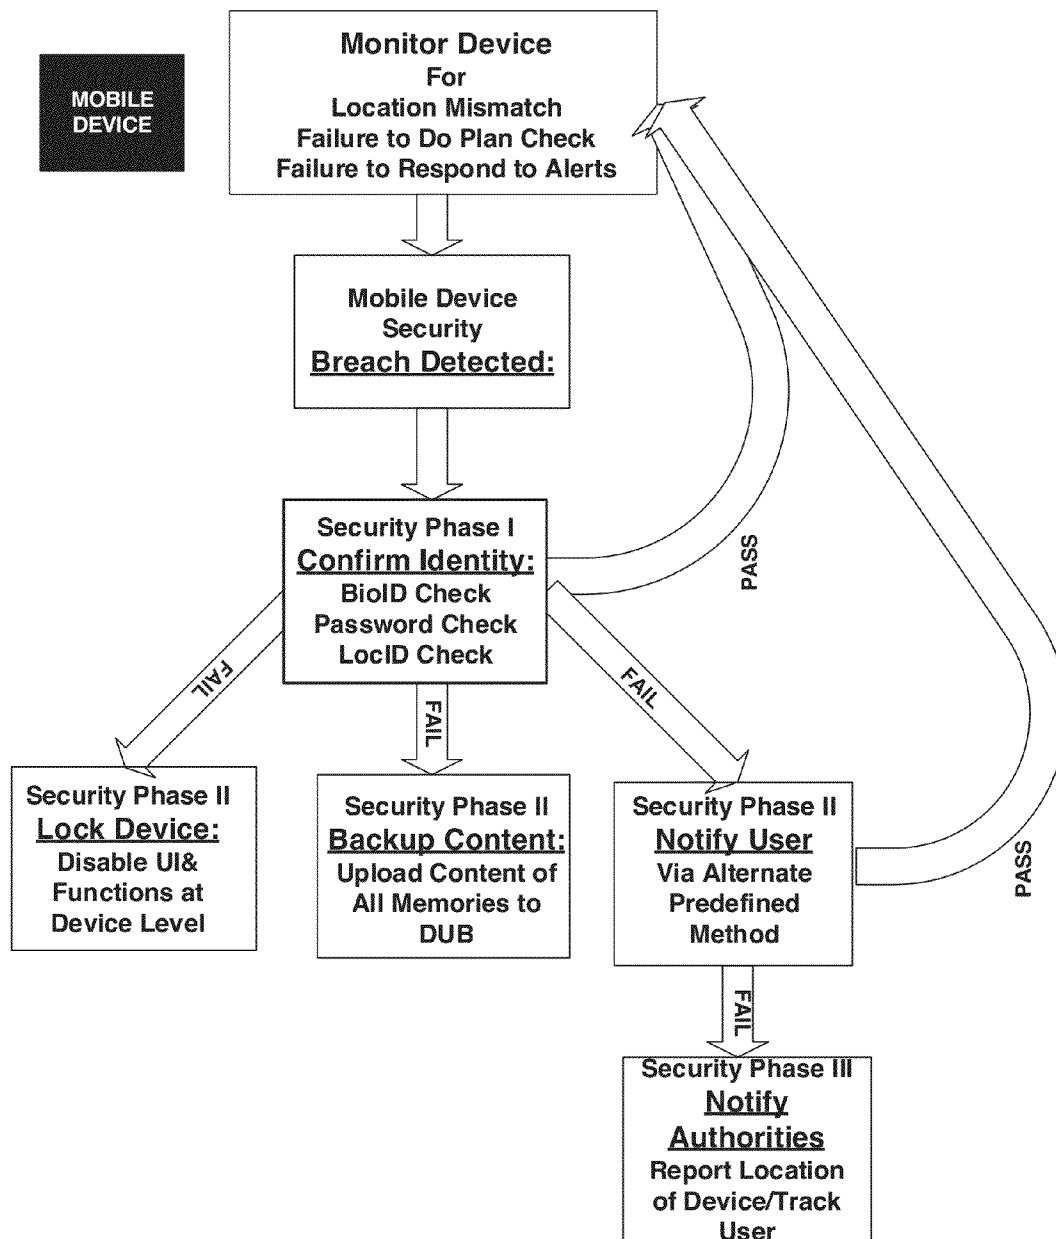 MOBILE
DEVICE
Monitor Device
For
Location Mismatch
Failure to Do Plan Check
Failure to Respond to Alerts
Mobile Device
Security
Breach Detected:
Security Phase I
Confirm Identity:
BioID Check
Password Check
LocID Check
PASS
FAIL
FAIL
FAIL
Security Phase II
Lock Device:
Disable UI&
Functions at
Device Level
Security Phase II
Backup Content:
Upload Content of
All Memories to
DUB
Security Phase II
Notify User
Via Alternate
Predefined
Method
PASS
FAIL
Security Phase III
Notify
Authorities
Report Location
of Device/Track
User